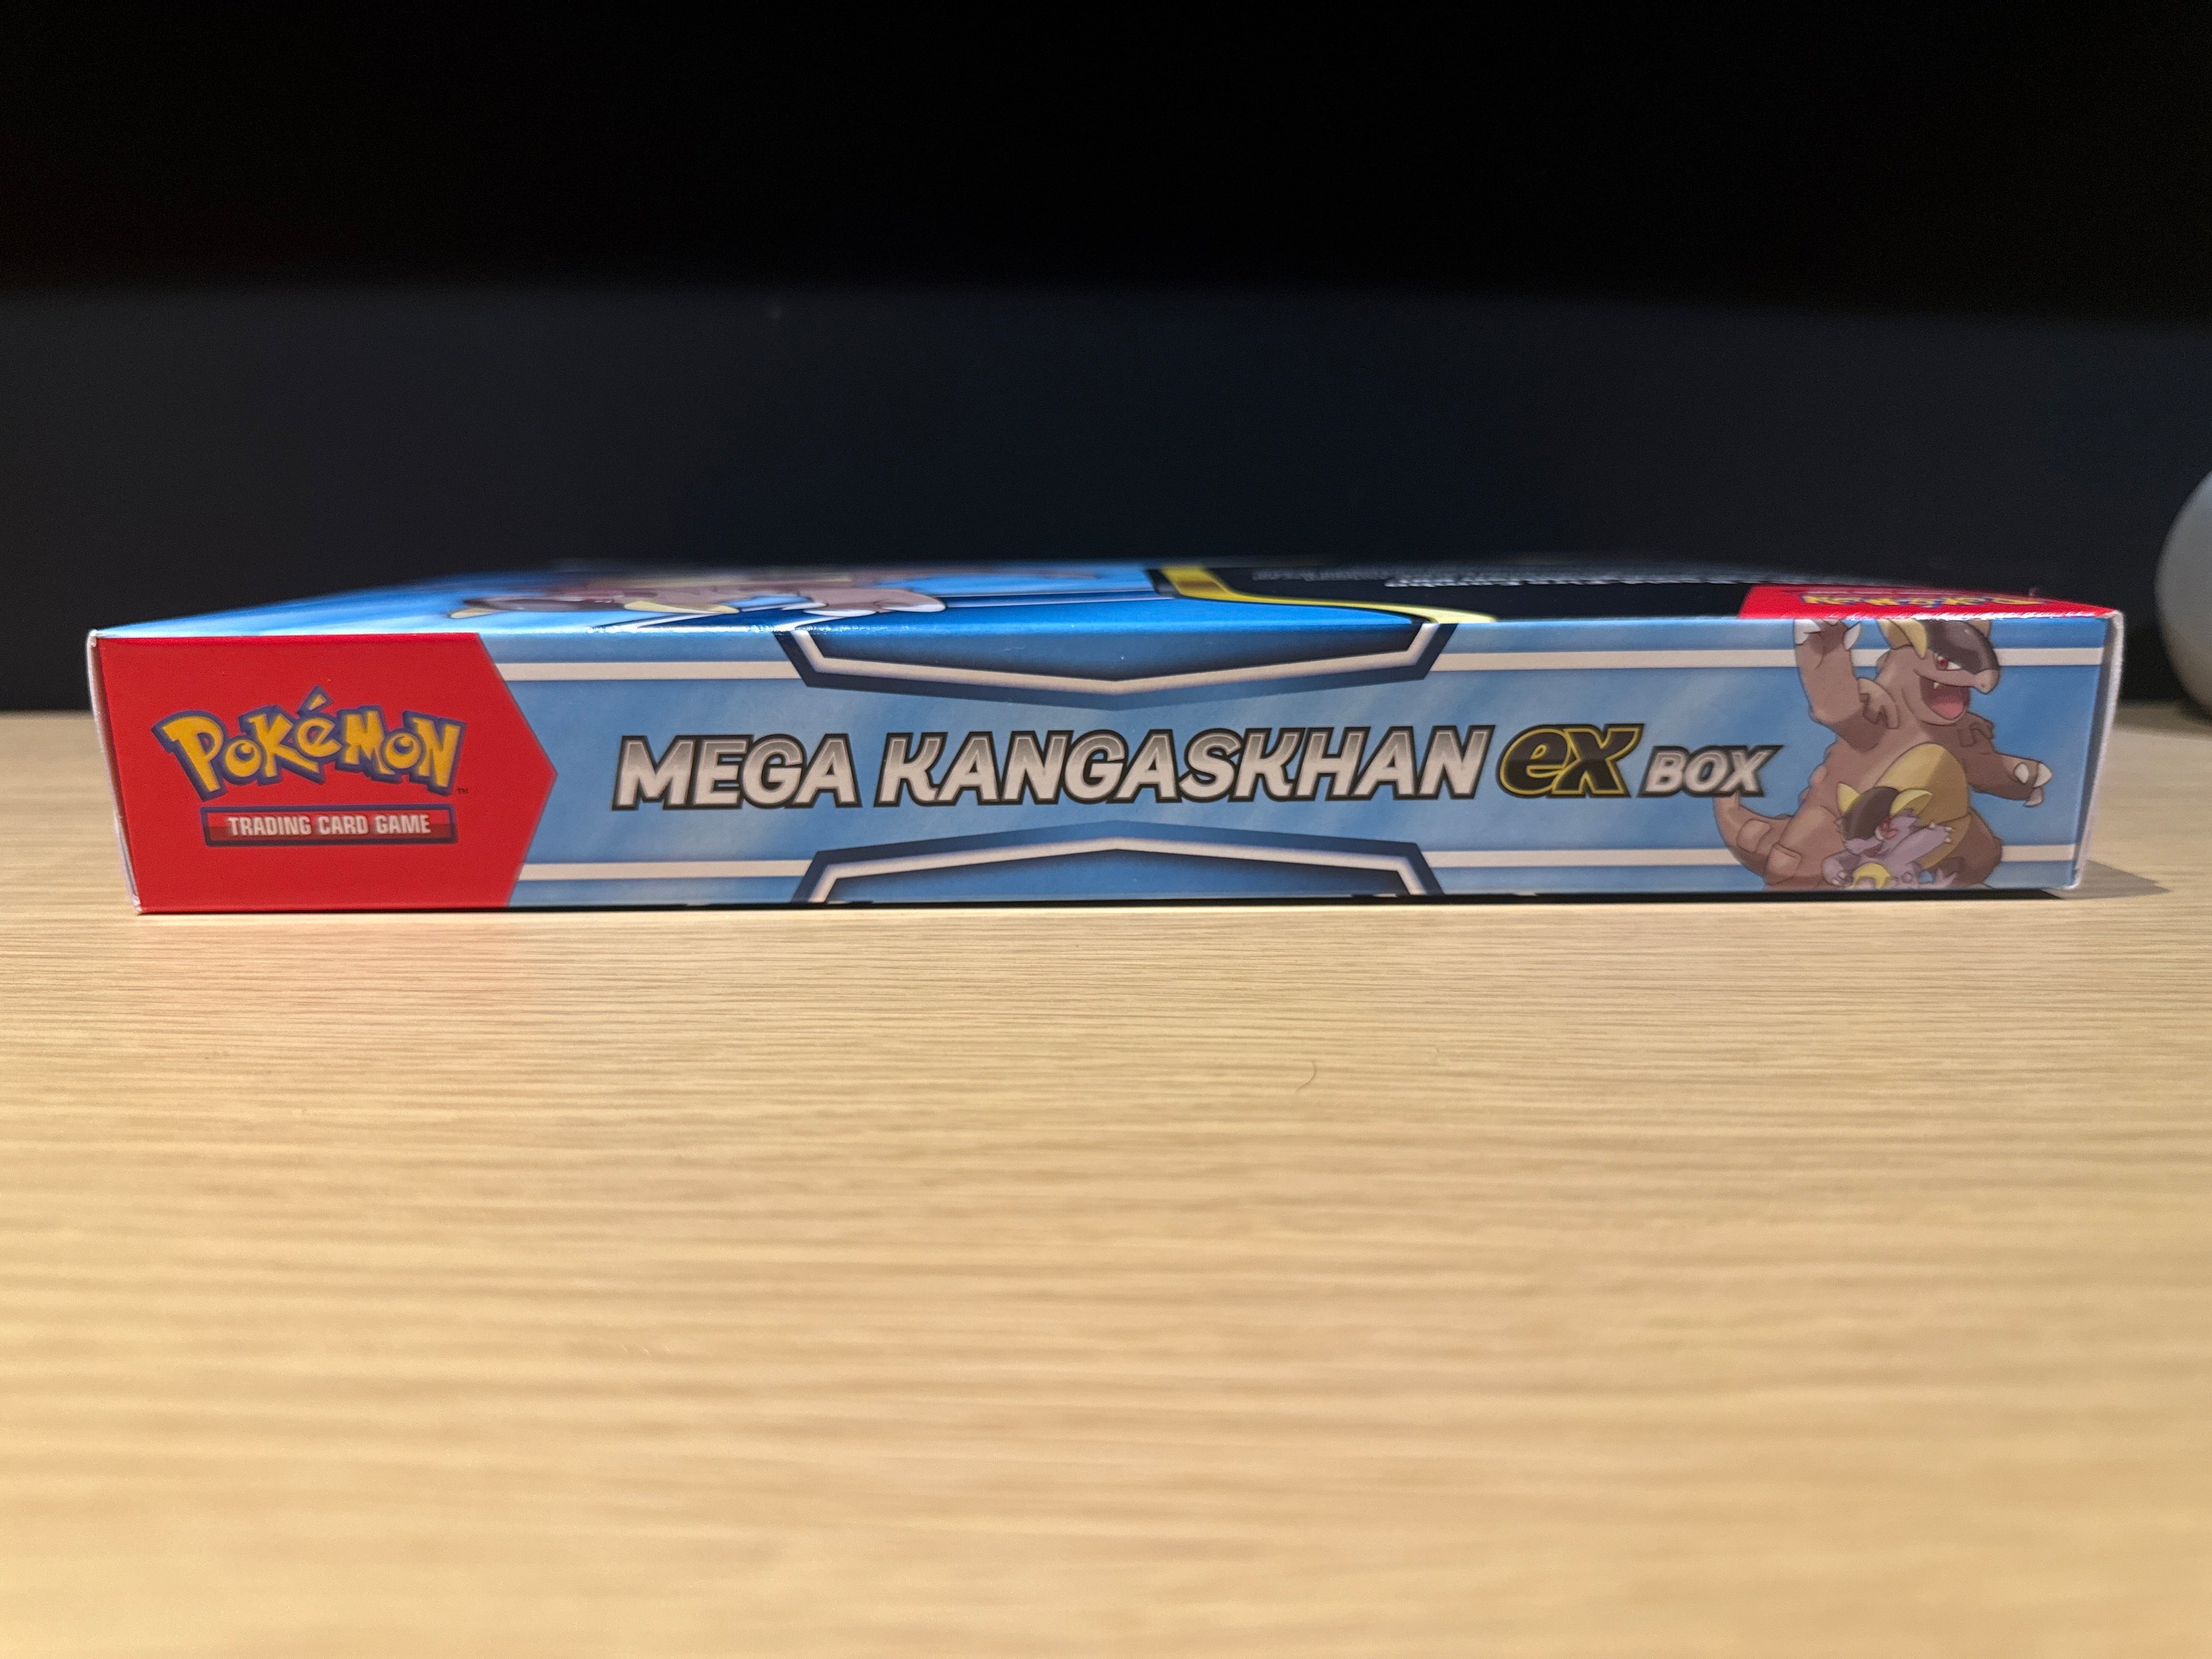 Pokémon
TRADING CARD GAME
MEGA KANGASKHAN ex BOX